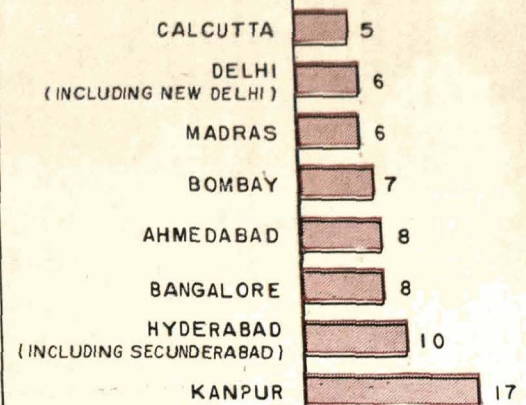 CALCUTTA 5
DELHI
(INCLUDING NEW DELHI) 6
MADRAS 6
BOMBAY 7
AHMEDABAD 8
BANGALORE 8
HYDERABAD
(INCLUDING SECUNDERABAD) 10
KANPUR 17